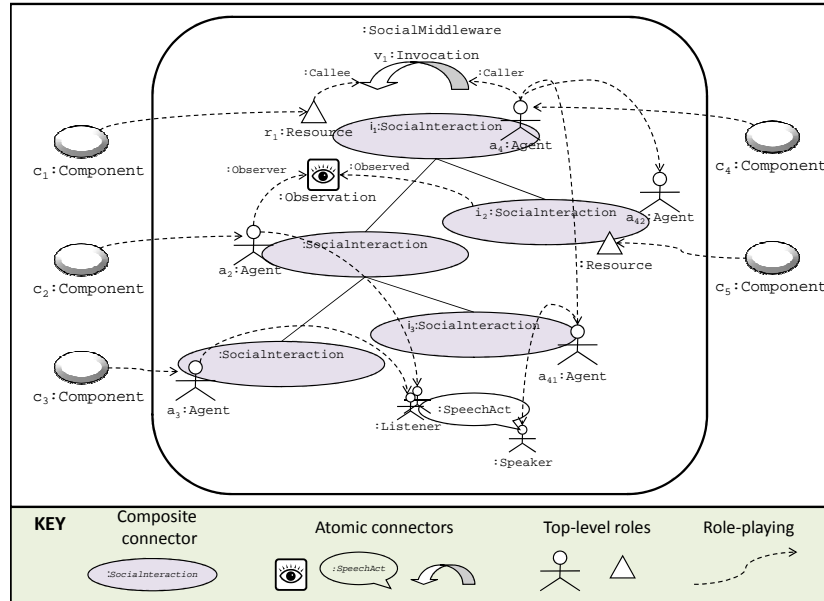 :SocialMiddleware
v1:Invocation
:Callee
:Caller
r1:Resource
i1:SocialInteraction
a4:Agent
c1:Component
c4:Component
:Observer
:Observed
:Observation
i2:SocialInteraction
a42:Agent
:SocialInteraction
a2:Agent
:Resource
c2:Component
c5:Component
i3:SocialInteraction
:SocialInteraction
a41:Agent
c3:Component
a3:Agent
:SpeechAct
:Listener
:Speaker
KEY
Composite
connector
Atomic connectors
Top-level roles
Role-playing
:SocialInteraction
:SpeechAct